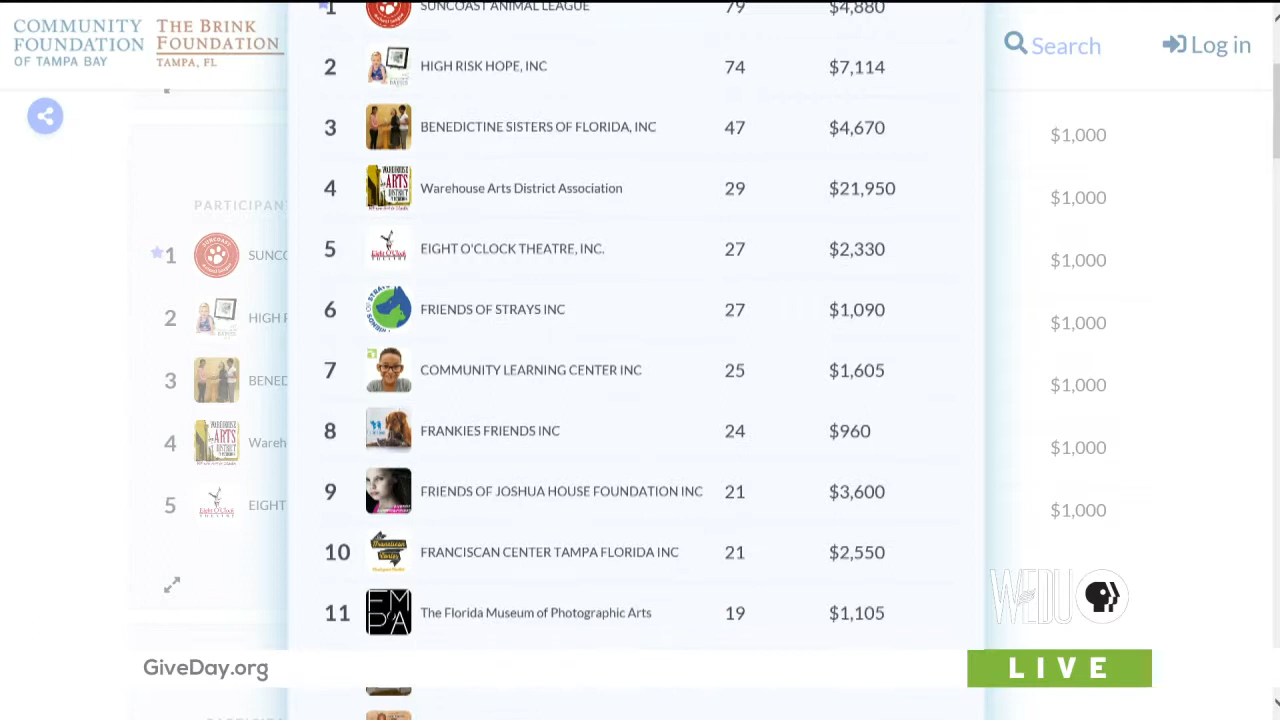 COMMUNITY FOUNDATION OF TAMPA BAY
THE BRINK FOUNDATION TAMPA, FL
Search
Log in
1 SUNCOAST ANIMAL LEAGUE 79 $4,880
2 HIGH RISK HOPE, INC 74 $7,114
3 BENEDICTINE SISTERS OF FLORIDA, INC 47 $4,670
4 Warehouse Arts District Association 29 $21,950
5 EIGHT O'CLOCK THEATRE, INC. 27 $2,330
6 FRIENDS OF STRAYS INC 27 $1,090
7 COMMUNITY LEARNING CENTER INC 25 $1,605
8 FRANKIES FRIENDS INC 24 $960
9 FRIENDS OF JOSHUA HOUSE FOUNDATION INC 21 $3,600
10 FRANCISCAN CENTER TAMPA FLORIDA INC 21 $2,550
11 The Florida Museum of Photographic Arts 19 $1,105
PARTICIPAN
1 SUNCO
2 HIGH R
3 BENED
4 Wareh
5 EIGHT
$1,000
$1,000
$1,000
$1,000
$1,000
$1,000
$1,000
WEDU
GiveDay.org
LIVE